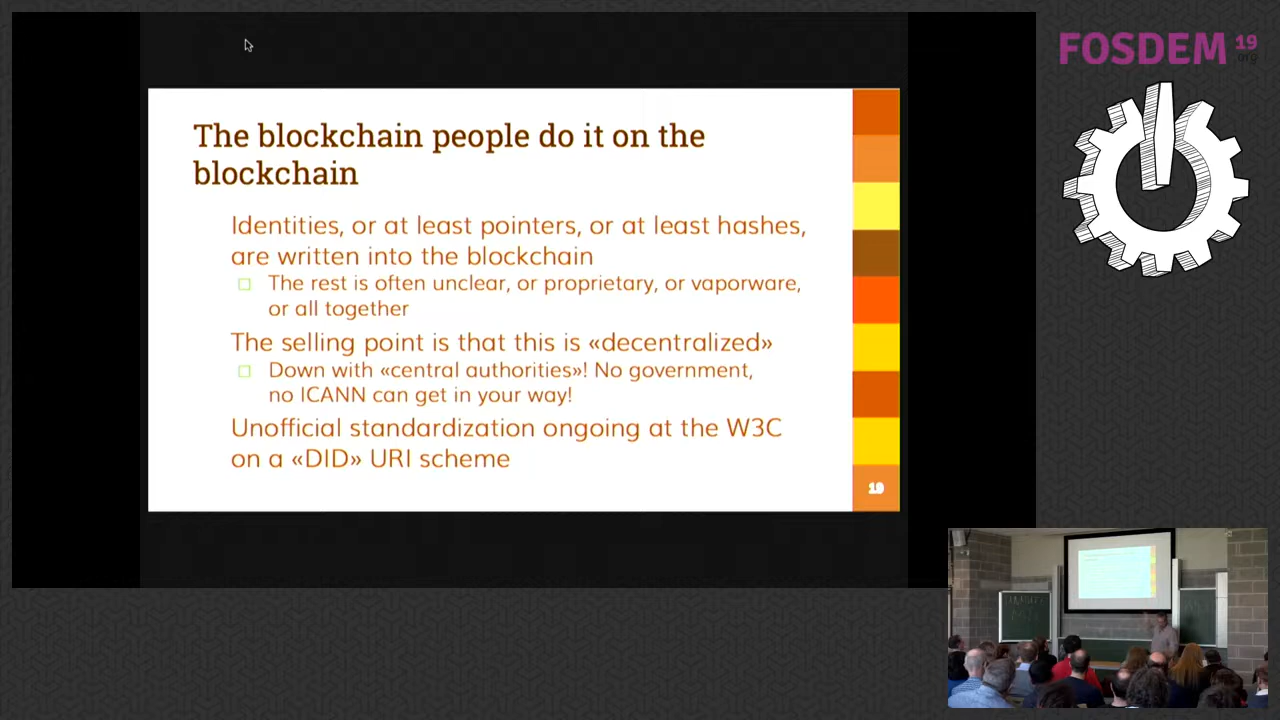 The blockchain people do it on the
blockchain
Identities, or at least pointers, or at least hashes,
are written into the blockchain
The rest is often unclear, or proprietary, or vaporware,
or all together
The selling point is that this is «decentralized»
Down with «central authorities»! No government,
no ICANN can get in your way!
Unofficial standardization ongoing at the W3C
on a «DID» URI scheme
19
FOSDEM 19
.org